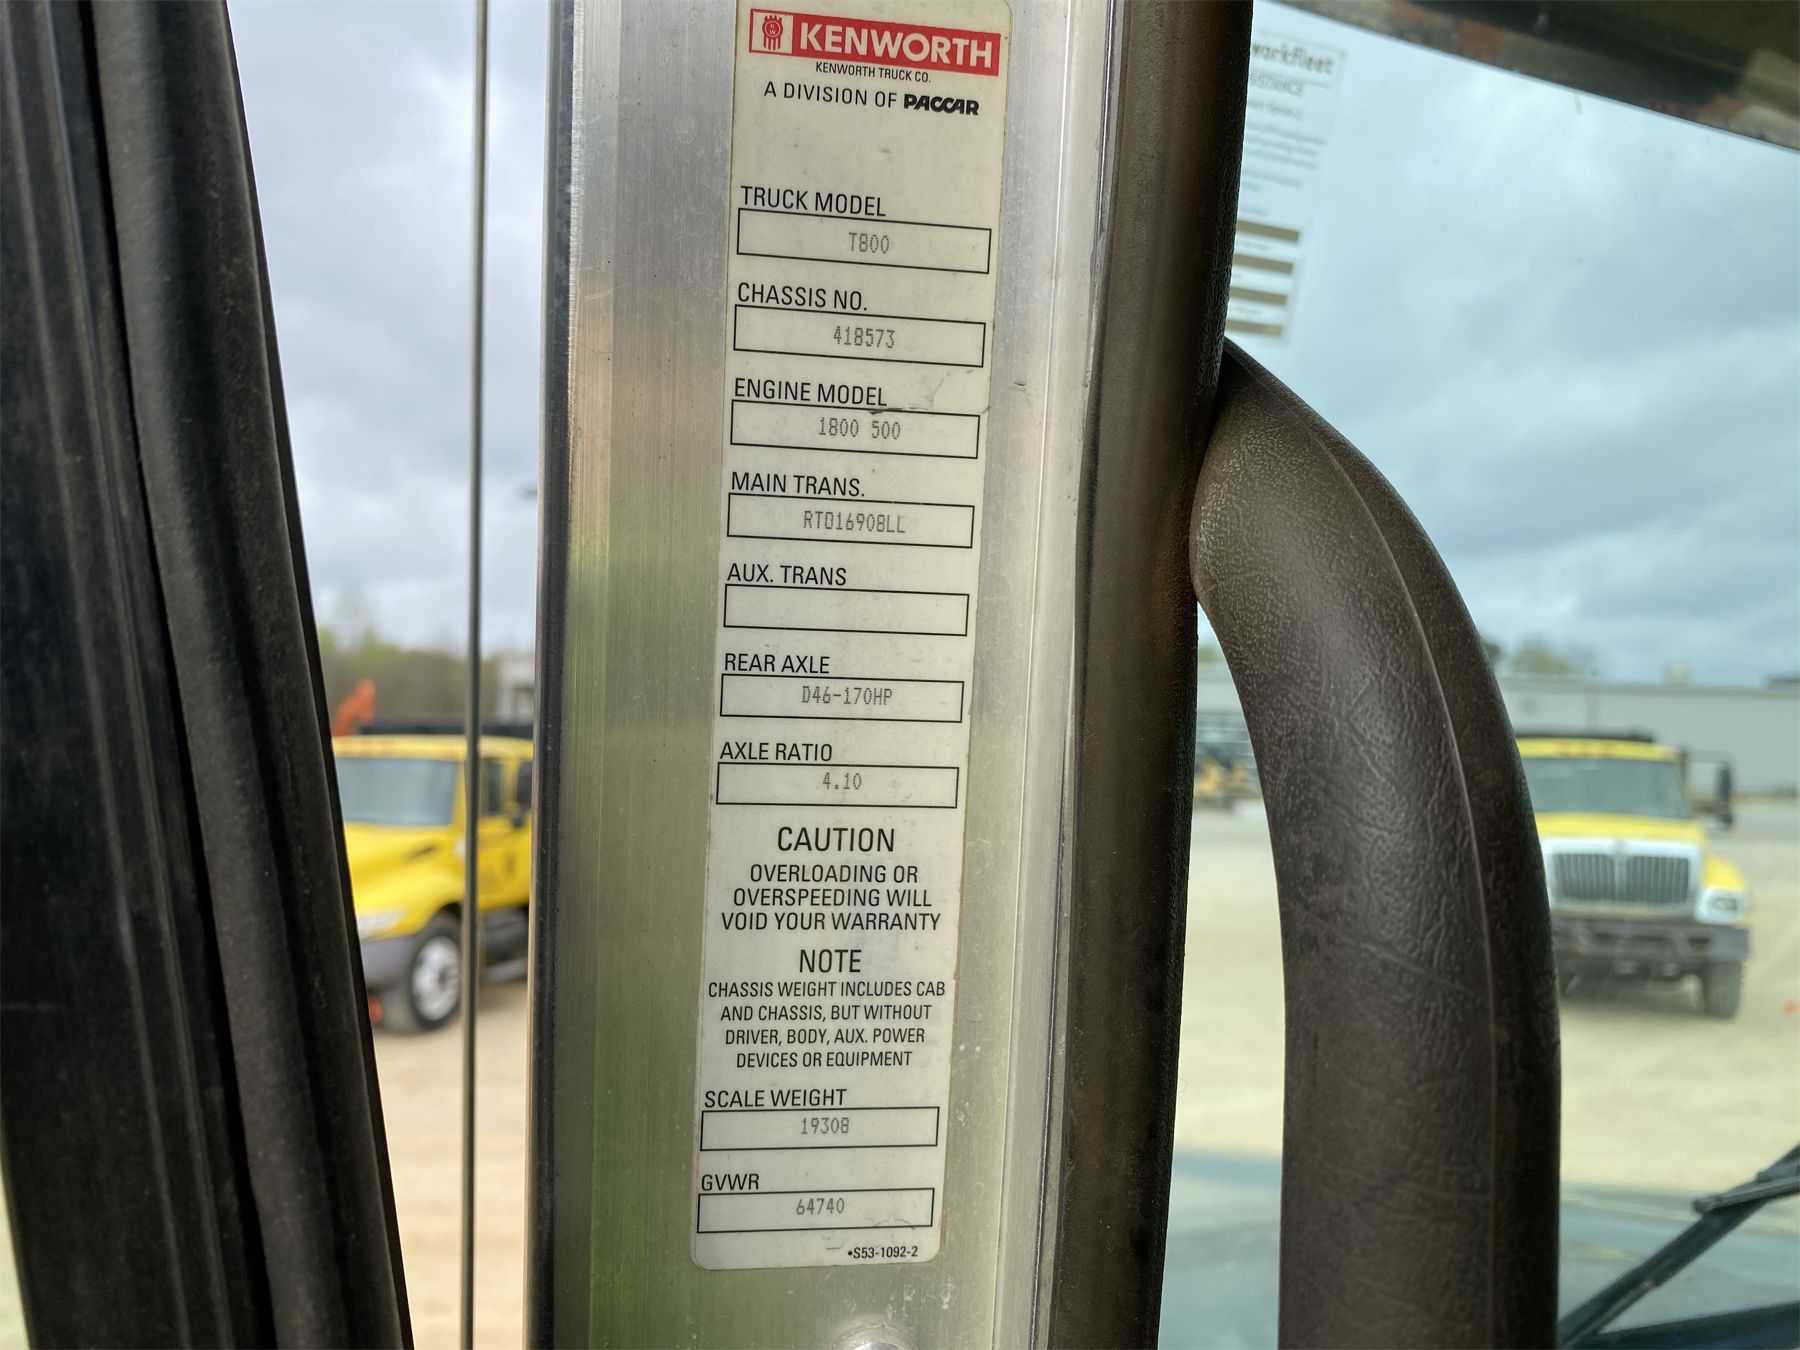 KENWORTH
KENWORTH TRUCK CO.
A DIVISION OF PACCAR
TRUCK MODEL
T800
CHASSIS NO.
418573
ENGINE MODEL
1800 500
MAIN TRANS.
RTO16908LL
AUX. TRANS
REAR AXLE
D46-170HP
AXLE RATIO
4.10
CAUTION
OVERLOADING OR
OVERSPEEDING WILL
VOID YOUR WARRANTY
NOTE
CHASSIS WEIGHT INCLUDES CAB
AND CHASSIS, BUT WITHOUT
DRIVER, BODY, AUX. POWER
DEVICES OR EQUIPMENT
SCALE WEIGHT
19308
GVWR
64740
•S53-1092-2